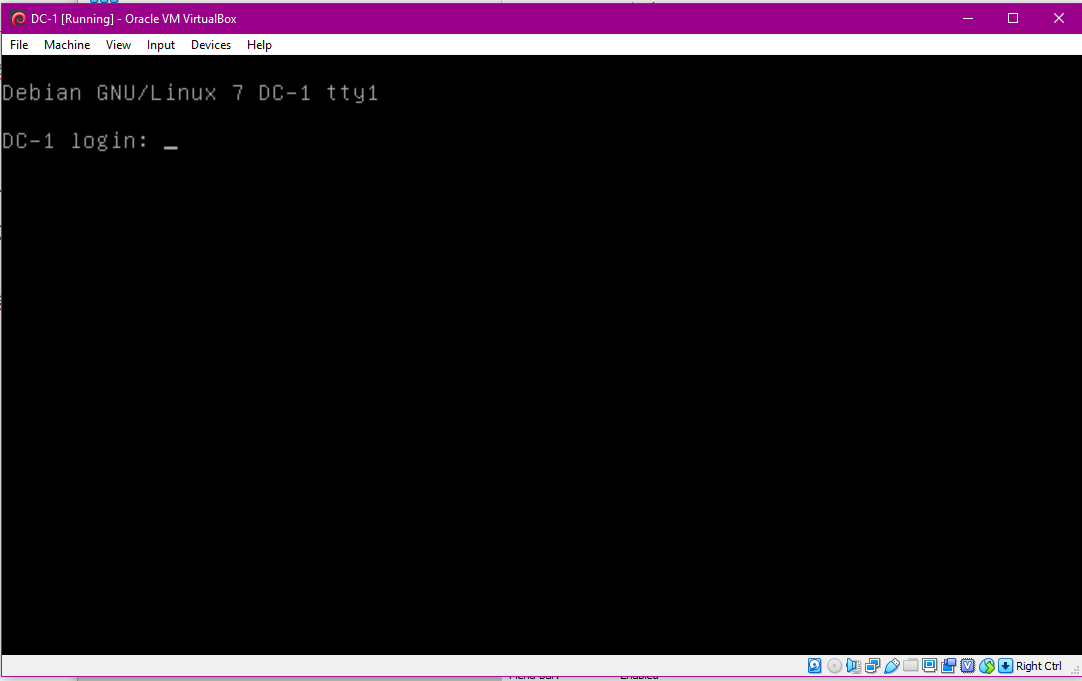 DC-1 [Running] - Oracle VM VirtualBox
File Machine View Input Devices Help
Debian GNU/Linux 7 DC-1 tty1
DC-1 login: _
Right Ctrl